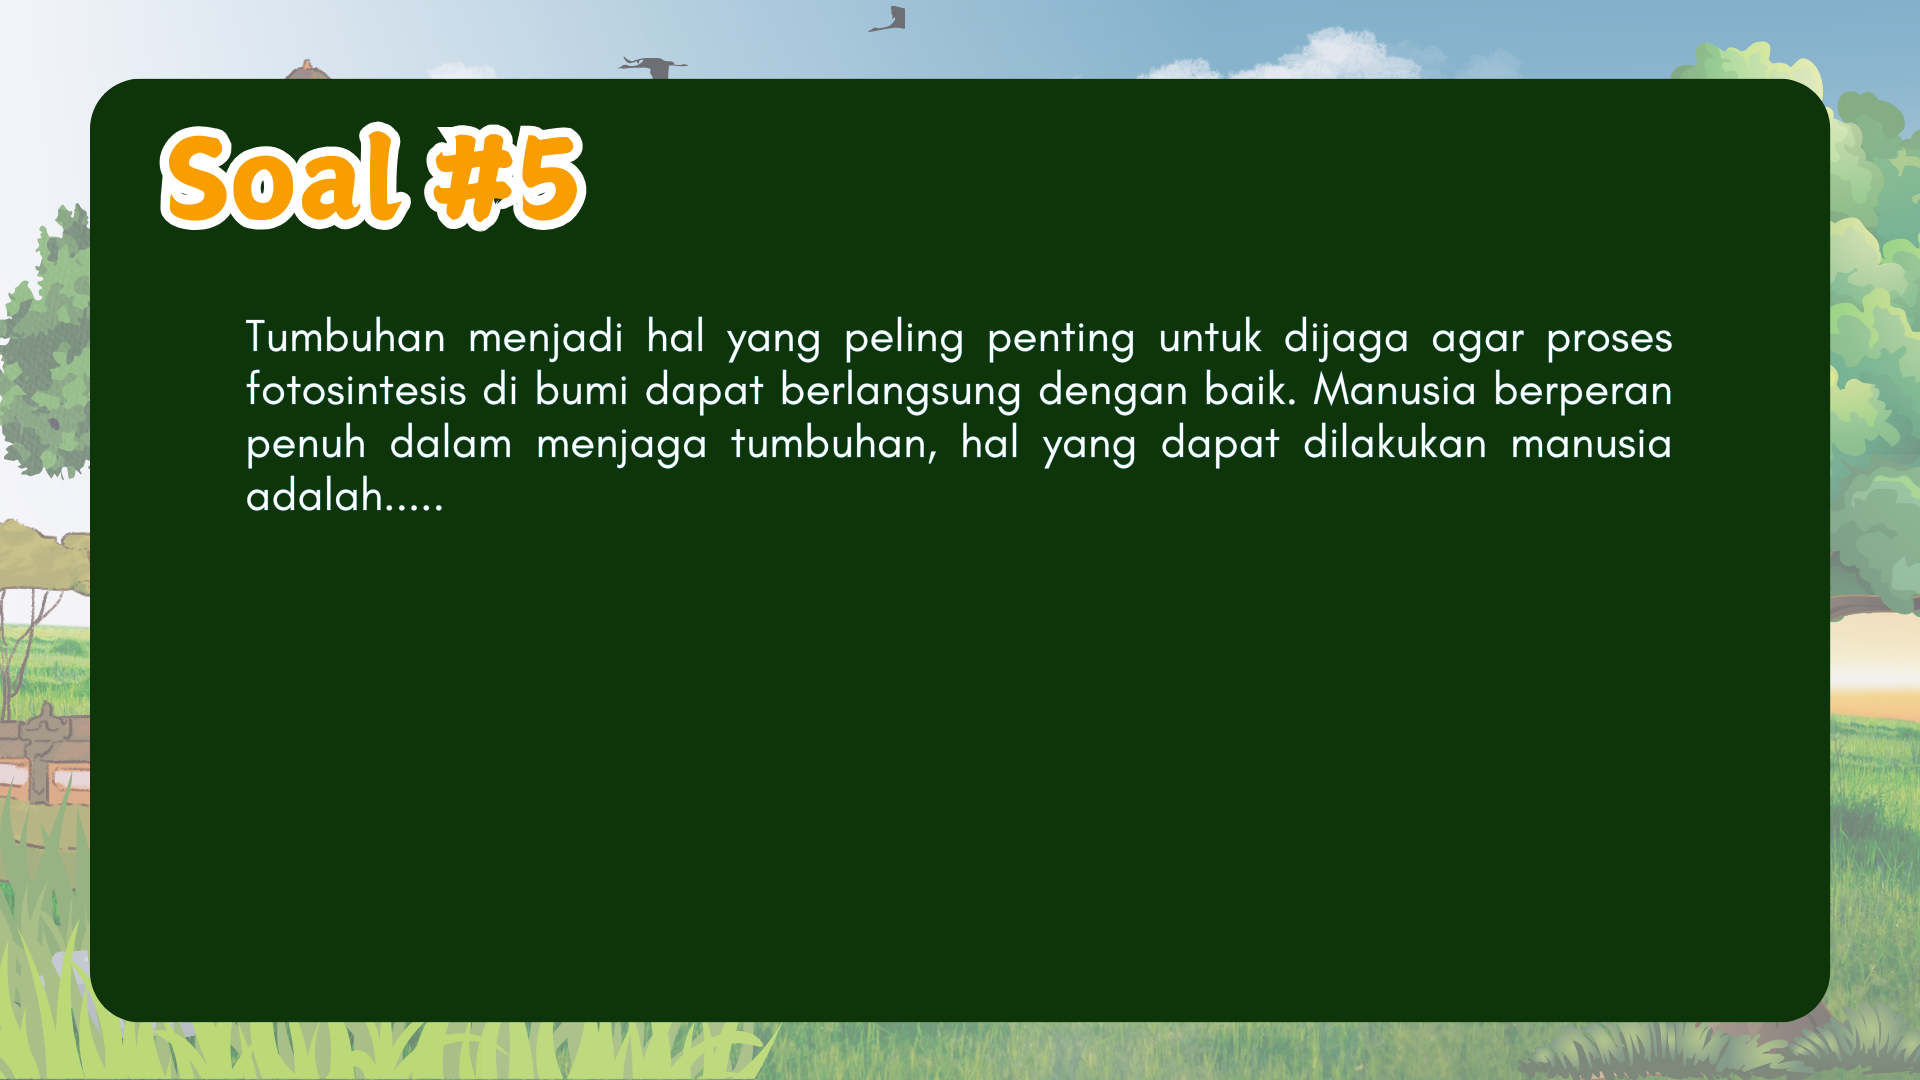 Soal #5
Tumbuhan menjadi hal yang peling penting untuk dijaga agar proses
fotosintesis di bumi dapat berlangsung dengan baik. Manusia berperan
penuh dalam menjaga tumbuhan, hal yang dapat dilakukan manusia
adalah.....